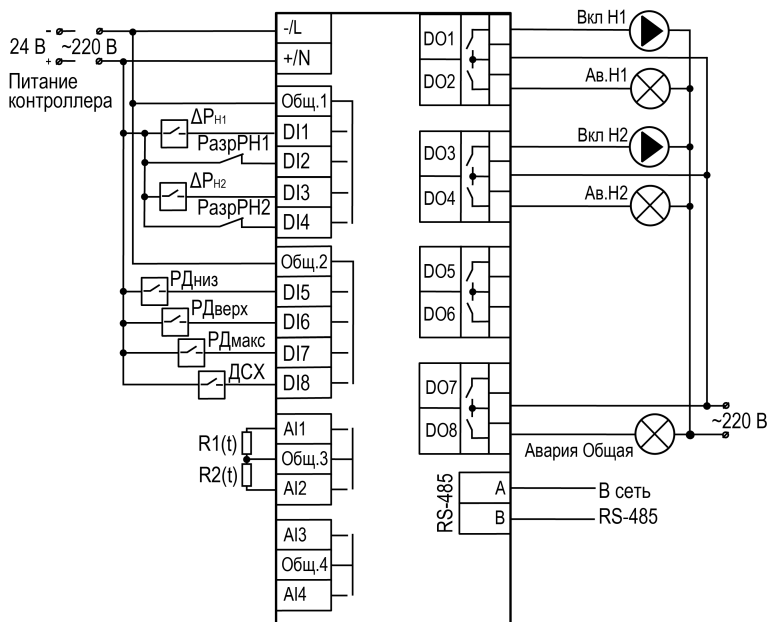 - 24 В + ~220 В
Питание
контроллера
-/L
+/N
Общ.1
ΔPн1 DI1
РазрРН1 DI2
ΔPн2 DI3
РазрРН2 DI4
Общ.2
РДниз DI5
РДверх DI6
РДмакс DI7
ДСХ DI8
R1(t) AI1
Общ.3
R2(t) AI2
AI3
Общ.4
AI4
DO1 Вкл Н1
DO2 Ав.Н1
DO3 Вкл Н2
DO4 Ав.Н2
DO5
DO6
DO7
DO8 Авария Общая
~220 В
RS-485
A В сеть
B RS-485